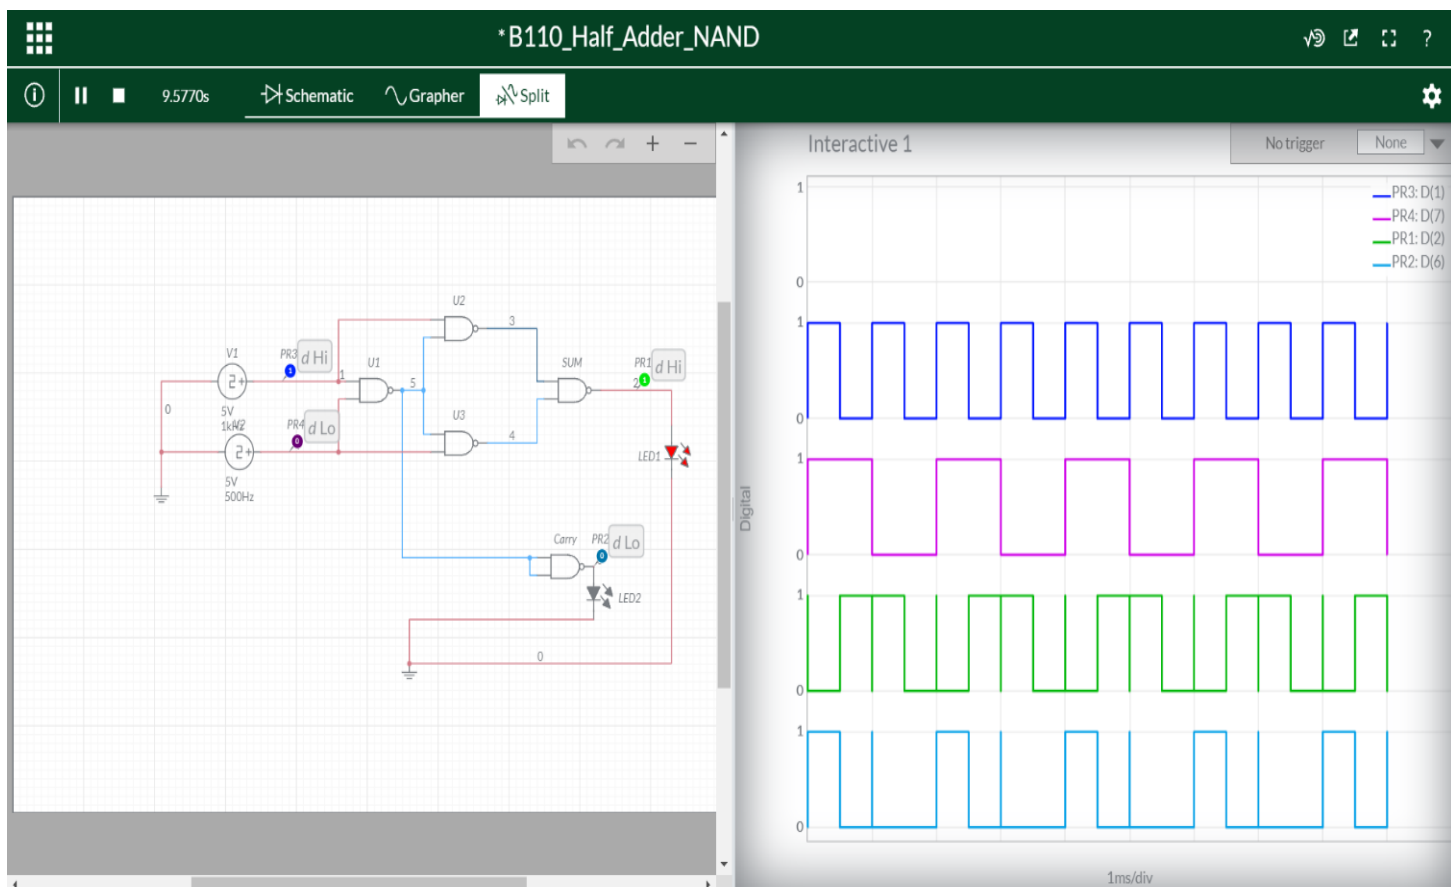 *B110_Half_Adder_NAND
?
9.5770s
Schematic
Grapher
Split
Interactive 1
No trigger
None
PR3: D(1)
PR4: D(7)
PR1: D(2)
PR2: D(6)
1
0
1
0
1
0
1
0
1
0
Digital
1ms/div
U2
3
V1
PR3
d Hi
U1
1
5
SUM
PR1
d Hi
2
0
5V
1kHz
V2
PR4
d Lo
U3
4
5V
500Hz
LED1
Carry
PR2
d Lo
LED2
0